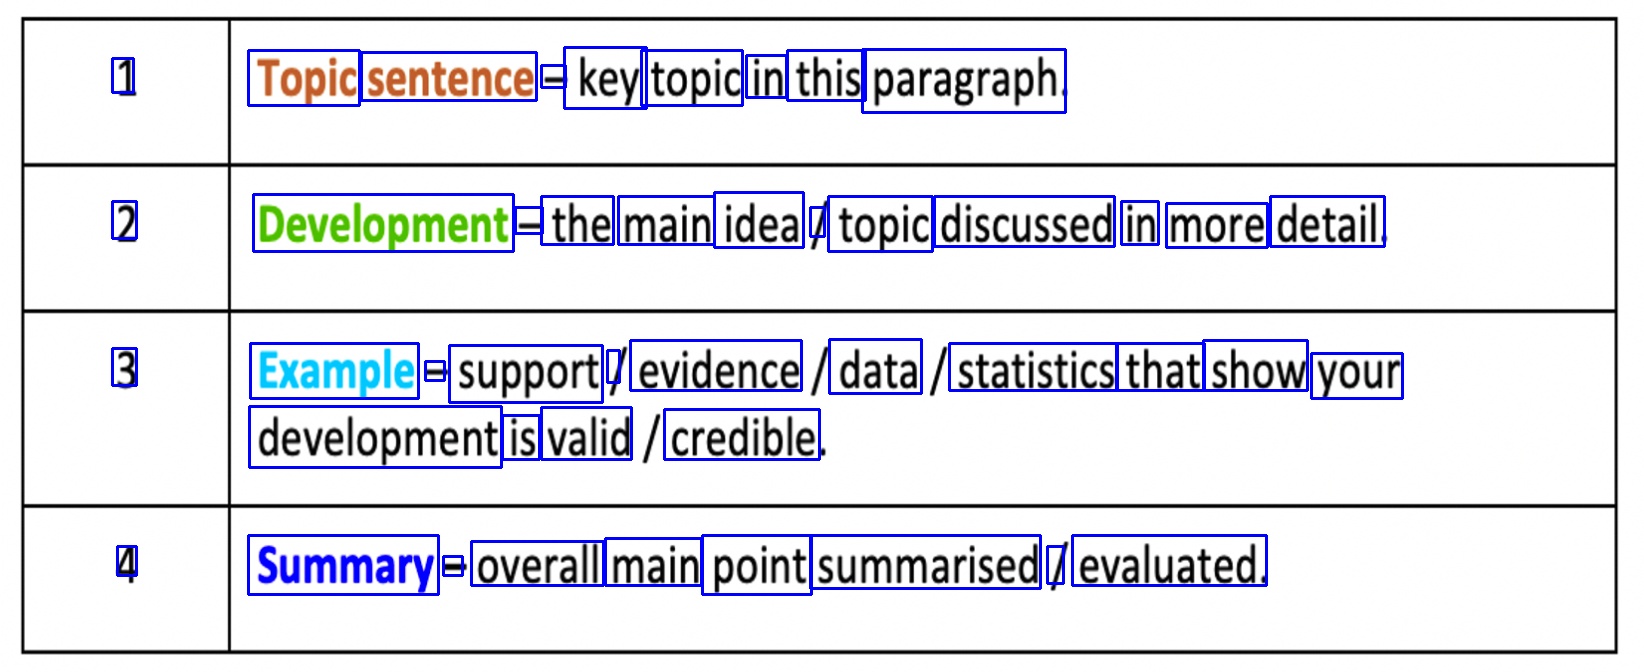 1 Topic sentence – key topic in this paragraph.
2 Development – the main idea / topic discussed in more detail.
3 Example = support / evidence / data / statistics that show your
development is valid / credible.
4 Summary = overall main point summarised / evaluated.